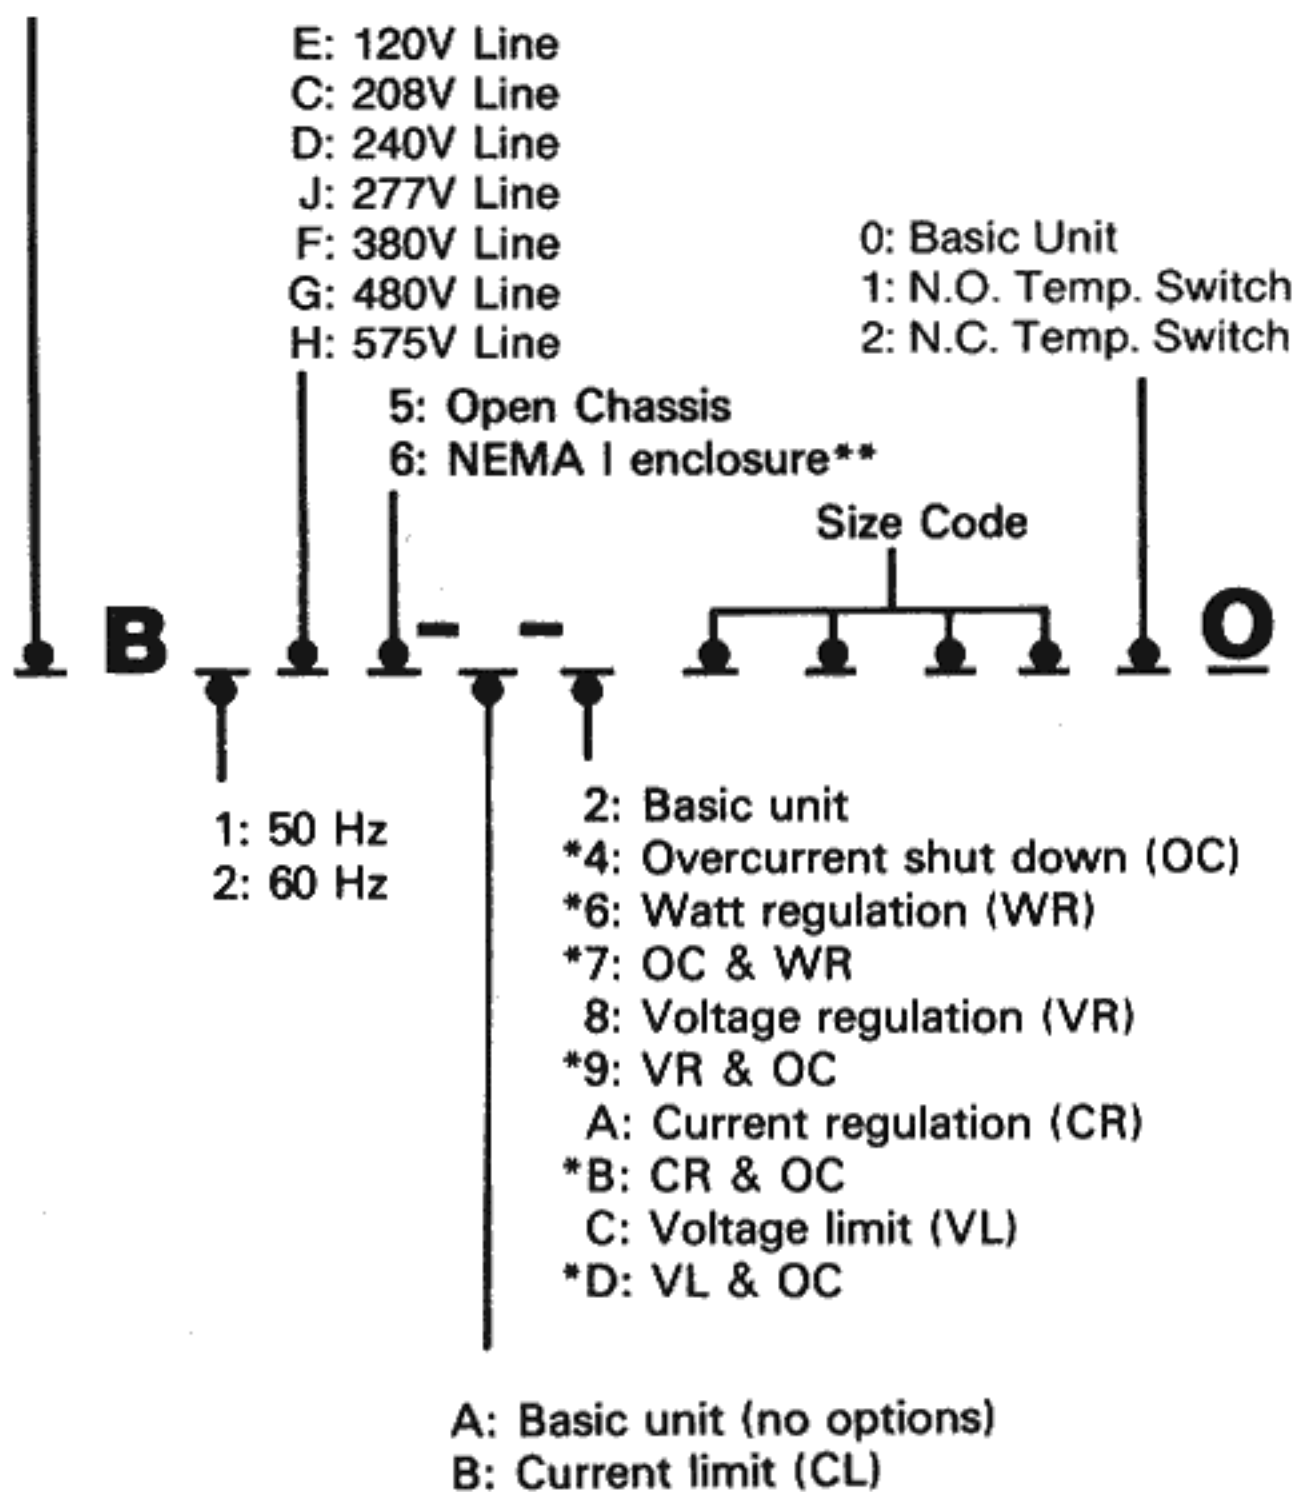 E: 120V Line
C: 208V Line
D: 240V Line
J: 277V Line
F: 380V Line
G: 480V Line
H: 575V Line
0: Basic Unit
1: N.O. Temp. Switch
2: N.C. Temp. Switch
5: Open Chassis
6: NEMA I enclosure**
Size Code
B - - O
1: 50 Hz
2: 60 Hz
2: Basic unit
*4: Overcurrent shut down (OC)
*6: Watt regulation (WR)
*7: OC & WR
8: Voltage regulation (VR)
*9: VR & OC
A: Current regulation (CR)
*B: CR & OC
C: Voltage limit (VL)
*D: VL & OC
A: Basic unit (no options)
B: Current limit (CL)